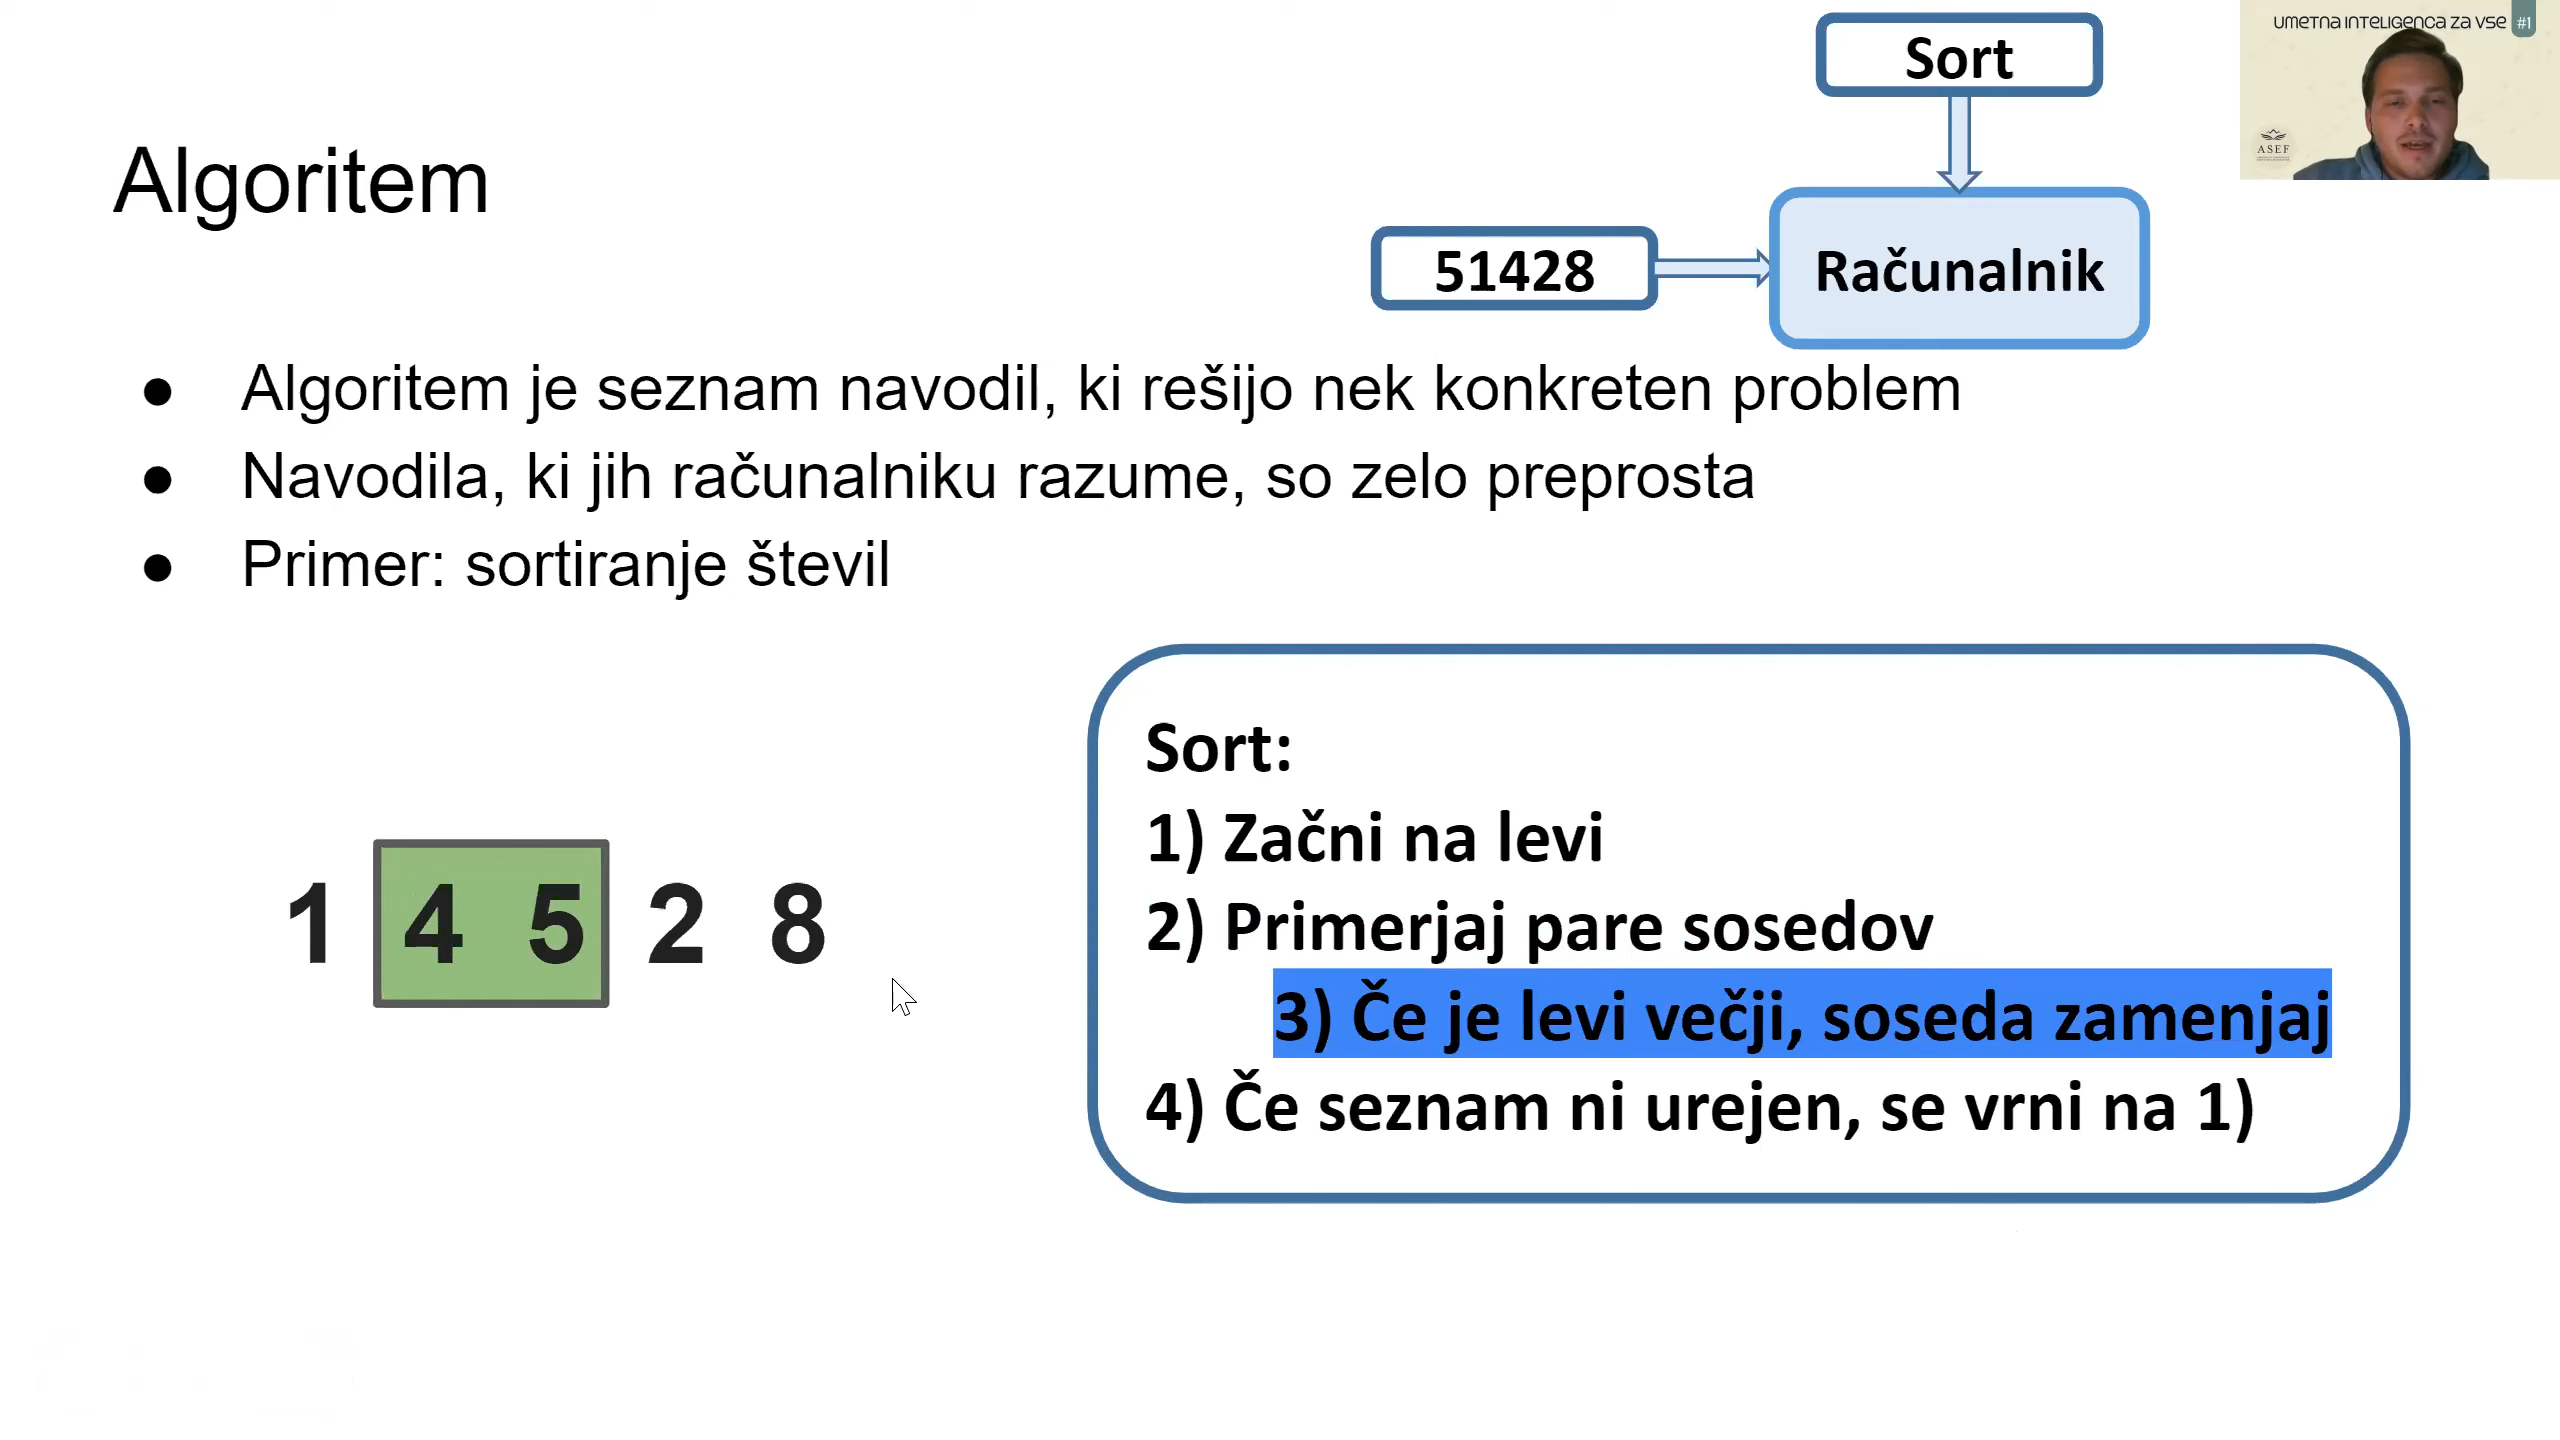 UMETNA INTELIGENCA ZA VSE #1
ASEF
Sort
Algoritem
51428
Računalnik
● Algoritem je seznam navodil, ki rešijo nek konkreten problem
● Navodila, ki jih računalniku razume, so zelo preprosta
● Primer: sortiranje števil
1 4 5 2 8
Sort:
1) Začni na levi
2) Primerjaj pare sosedov
3) Če je levi večji, soseda zamenjaj
4) Če seznam ni urejen, se vrni na 1)